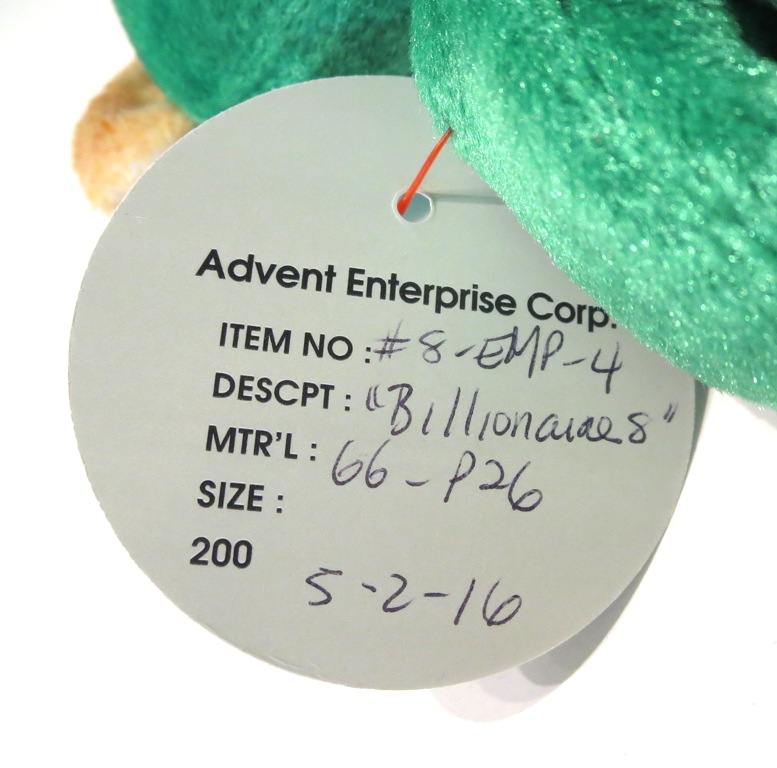 Advent Enterprise Corp.
ITEM NO : #8-EMP-4
DESCPT : "Billionaire 8"
MTR'L : 66-P26
SIZE :
200
5-2-16